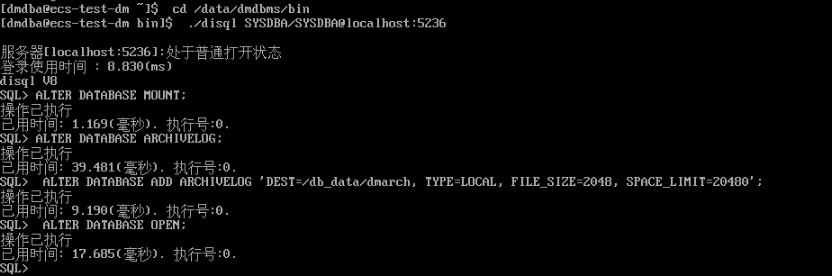 [dmdba@ecs-test-dm ~]$ cd /data/dmdbms/bin
[dmdba@ecs-test-dm bin]$ ./disql SYSDBA/SYSDBA@localhost:5236
服务器[localhost:5236]:处于普通打开状态
登录使用时间 : 8.830(ms)
disql V8
SQL> ALTER DATABASE MOUNT;
操作已执行
已用时间: 1.169(毫秒). 执行号:0.
SQL> ALTER DATABASE ARCHIVELOG;
操作已执行
已用时间: 39.481(毫秒). 执行号:0.
SQL> ALTER DATABASE ADD ARCHIVELOG 'DEST=/db_data/dmarch, TYPE=LOCAL, FILE_SIZE=2048, SPACE_LIMIT=20480';
操作已执行
已用时间: 9.190(毫秒). 执行号:0.
SQL> ALTER DATABASE OPEN;
操作已执行
已用时间: 17.685(毫秒). 执行号:0.
SQL>